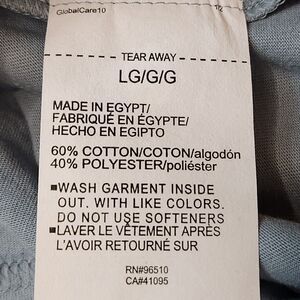 GlobalCare10
12
TEAR AWAY
LG/G/G
MADE IN EGYPT/
FABRIQUÉ EN ÉGYPTE/
HECHO EN EGIPTO
60% COTTON/COTON/algodón
40% POLYESTER/poliéster
■WASH GARMENT INSIDE
OUT, WITH LIKE COLORS.
DO NOT USE SOFTENERS
■LAVER LE VÊTEMENT APRÈS
L'AVOIR RETOURNÉ SUR
RN#96510
CA#41095